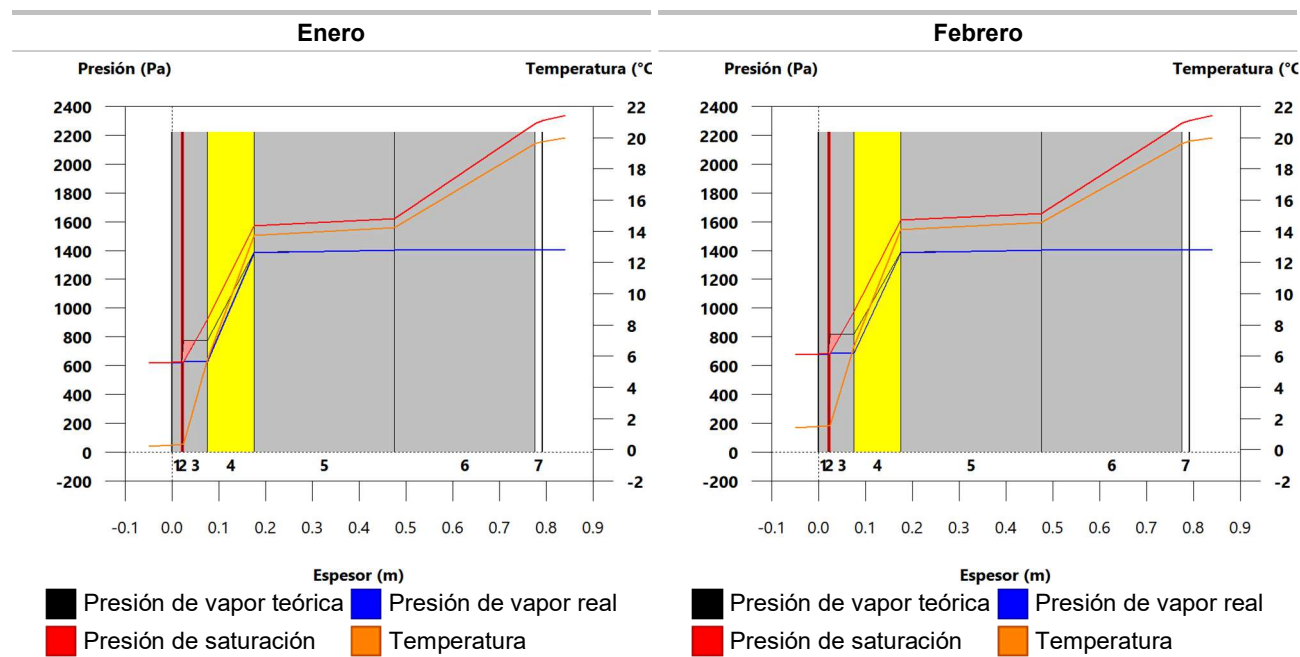 Enero
Presión (Pa) Temperatura (°C
2400 22
2200 20
2000 18
1800 16
1600 14
1400 12
1200 10
1000 8
800 6
600 4
400 2
200 0
0 -2
-200
1 2 3 4 5 6 7
-0.1 0.0 0.1 0.2 0.3 0.4 0.5 0.6 0.7 0.8 0.9
Espesor (m)
Presión de vapor teórica Presión de vapor real
Presión de saturación Temperatura
Febrero
Presión (Pa) Temperatura (°C
2400 22
2200 20
2000 18
1800 16
1600 14
1400 12
1200 10
1000 8
800 6
600 4
400 2
200 0
0 -2
-200
1 2 3 4 5 6 7
-0.1 0.0 0.1 0.2 0.3 0.4 0.5 0.6 0.7 0.8 0.9
Espesor (m)
Presión de vapor teórica Presión de vapor real
Presión de saturación Temperatura